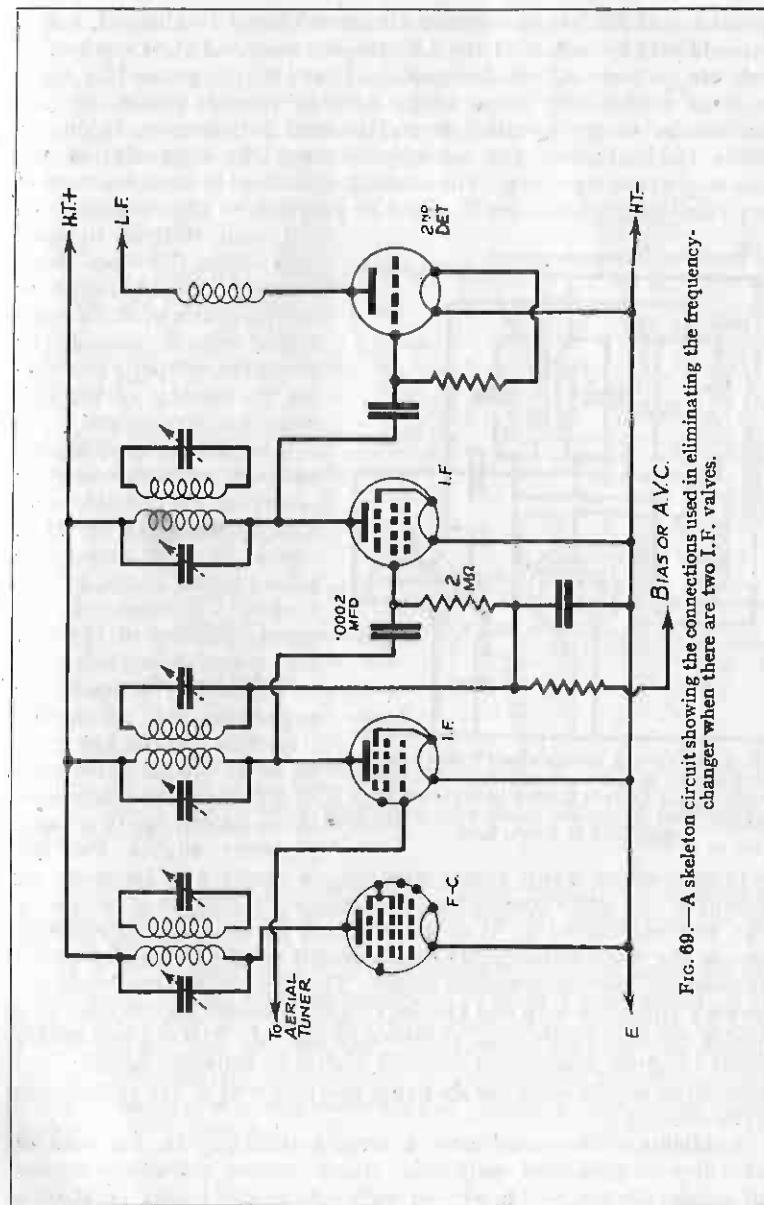 H.T.+
L.F.
2ND
DET
I.F.
·0002
MFD
2
MΩ
I.F.
F-C.
To
AERIAL
TUNER
BIAS OR A.V.C.
E
HT-
FIG. 69.—A skeleton circuit showing the connections used in eliminating the frequency-
changer when there are two I.F. valves.